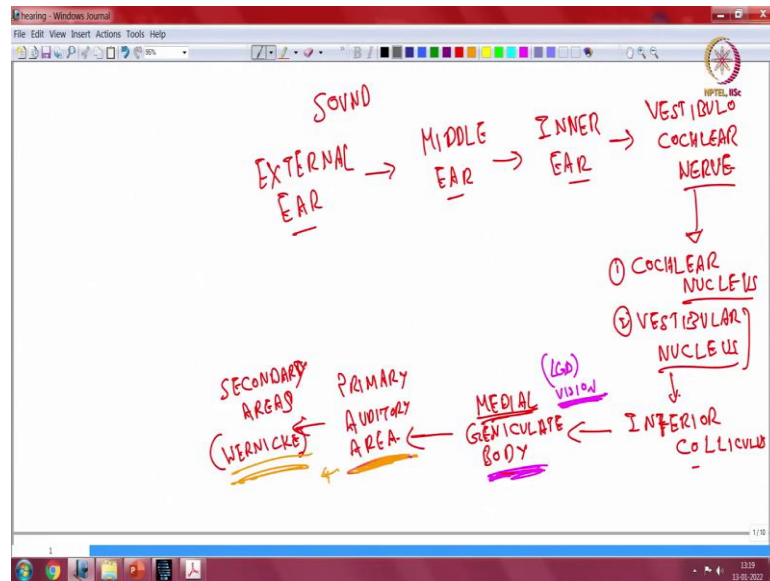 hearing - Windows Journal
File Edit View Insert Actions Tools Help
96%
B I
NPTEL, IISc
SOUND
EXTERNAL
EAR
→
MIDDLE
EAR
→
INNER
EAR
→
VESTIBULO
COCHLEAR
NERVE
① COCHLEAR
NUCLEUS
② VESTIBULAR
NUCLEUS
INFERIOR
COLLICULUS
(LGB)
VISION
MEDIAL
GENICULATE
BODY
PRIMARY
AUDITORY
AREA
SECONDARY
AREAS
(WERNICKE)
1
1/10
13:19
13-01-2022